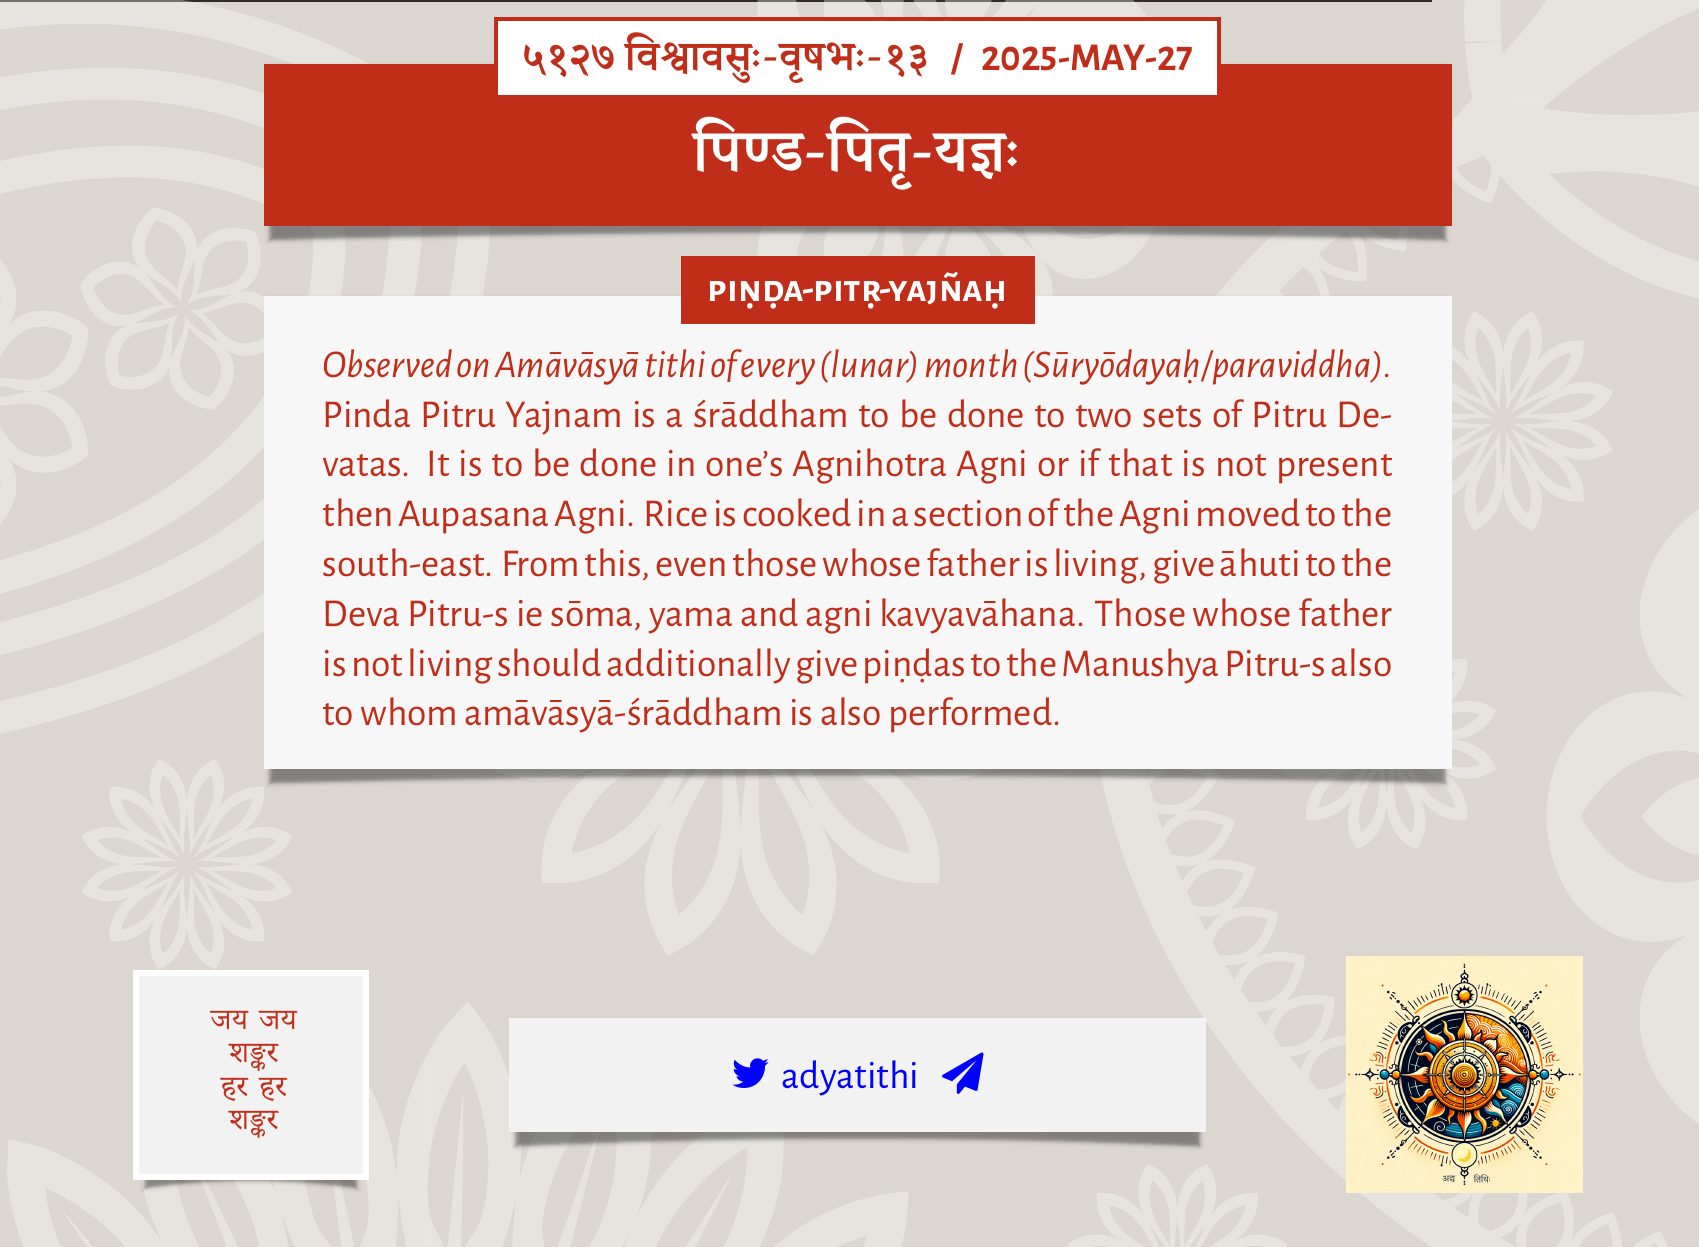 ५१२७ विश्वावसुः-वृषभः-१३ / 2025-MAY-27
पिण्ड-पितृ-यज्ञः
PIṆḌA-PITṚ-YAJÑAḤ
Observed on Amāvāsyā tithi of every (lunar) month (Sūryōdayaḥ/paraviddha).
Pinda Pitru Yajnam is a śrāddham to be done to two sets of Pitru De-
vatas. It is to be done in one’s Agnihotra Agni or if that is not present
then Aupasana Agni. Rice is cooked in a section of the Agni moved to the
south-east. From this, even those whose father is living, give āhuti to the
Deva Pitru-s ie sōma, yama and agni kavyavāhana. Those whose father
is not living should additionally give piṇḍas to the Manushya Pitru-s also
to whom amāvāsyā-śrāddham is also performed.
जय जय
शङ्कर
हर हर
शङ्कर
adyatithi
अद्य तिथिः